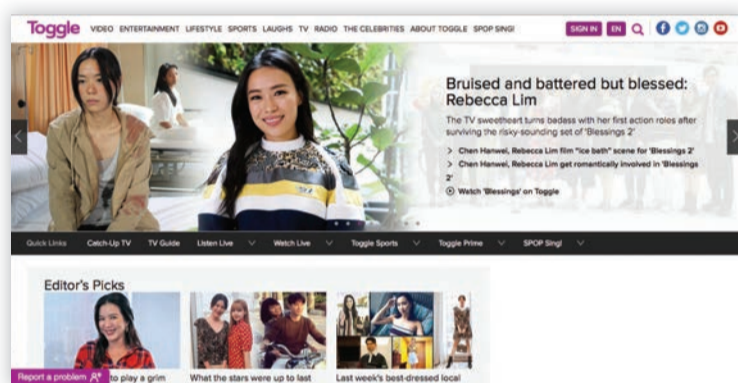 Toggle VIDEO ENTERTAINMENT LIFESTYLE SPORTS LAUGHS TV RADIO THE CELEBRITIES ABOUT TOGGLE SPOP SING! SIGN IN EN
Bruised and battered but blessed:
Rebecca Lim
The TV sweetheart turns badass with her first action roles after
surviving the risky-sounding set of 'Blessings 2'
Chen Hanwei, Rebecca Lim film "ice bath" scene for 'Blessings 2'
Chen Hanwei, Rebecca Lim get romantically involved in 'Blessings
2'
Watch 'Blessings' on Toggle
Quick Links Catch-Up TV TV Guide Listen Live Watch Live Toggle Sports Toggle Prime SPOP Sing!
Editor's Picks
Report a problem to play a grim What the stars were up to last Last week's best-dressed local